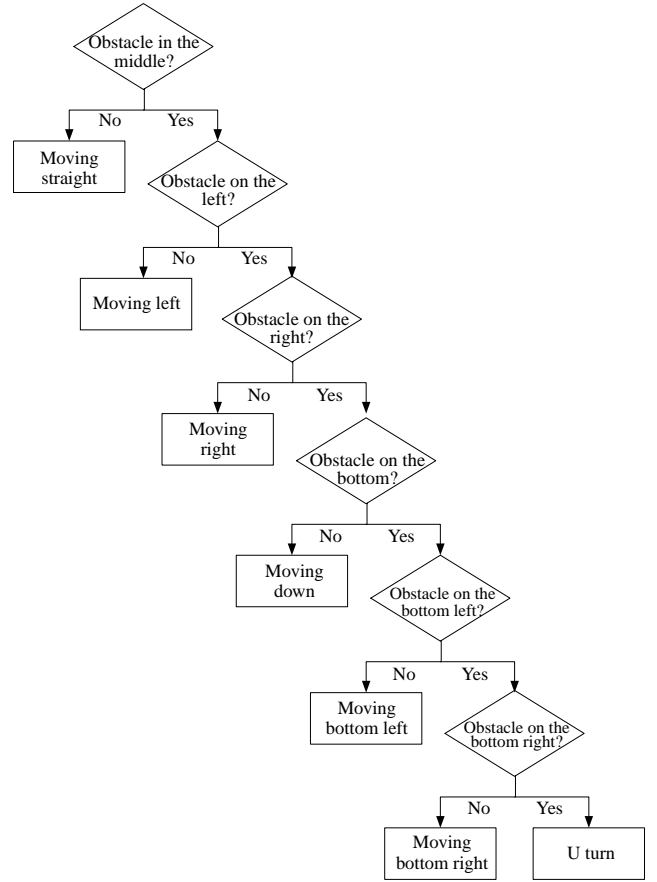 Obstacle in the
middle?
No
Yes
Moving
straight
Obstacle on the
left?
No
Yes
Moving left
Obstacle on the
right?
No
Yes
Moving
right
Obstacle on the
bottom?
No
Yes
Moving
down
Obstacle on the
bottom left?
No
Yes
Moving
bottom left
Obstacle on the
bottom right?
No
Yes
Moving
bottom right
U turn